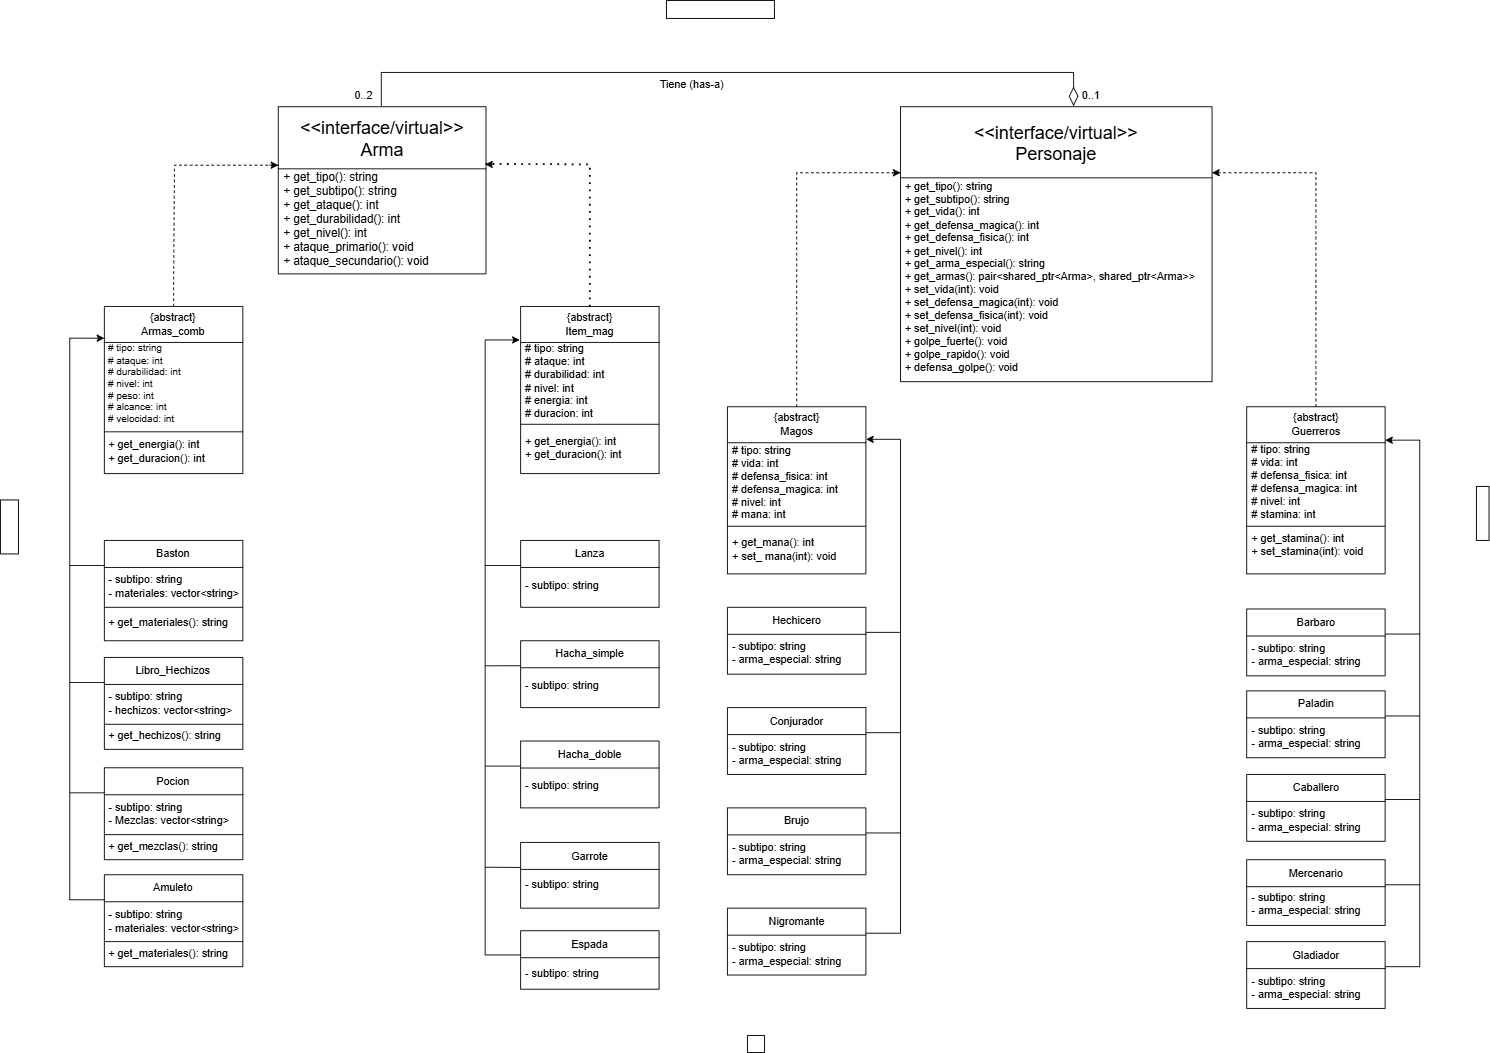 Tiene (has-a)
0..2
0..1
<<interface/virtual>>
Arma
+ get_tipo(): string
+ get_subtipo(): string
+ get_ataque(): int
+ get_durabilidad(): int
+ get_nivel(): int
+ ataque_primario(): void
+ ataque_secundario(): void
<<interface/virtual>>
Personaje
+ get_tipo(): string
+ get_subtipo(): string
+ get_vida(): int
+ get_defensa_magica(): int
+ get_defensa_fisica(): int
+ get_nivel(): int
+ get_arma_especial(): string
+ get_armas(): pair<shared_ptr<Arma>, shared_ptr<Arma>>
+ set_vida(int): void
+ set_defensa_magica(int): void
+ set_defensa_fisica(int): void
+ set_nivel(int): void
+ golpe_fuerte(): void
+ golpe_rapido(): void
+ defensa_golpe(): void
{abstract}
Armas_comb
# tipo: string
# ataque: int
# durabilidad: int
# nivel: int
# peso: int
# alcance: int
# velocidad: int
+ get_energia(): int
+ get_duracion(): int
Baston
- subtipo: string
- materiales: vector<string>
+ get_materiales(): string
Libro_Hechizos
- subtipo: string
- hechizos: vector<string>
+ get_hechizos(): string
Pocion
- subtipo: string
- Mezclas: vector<string>
+ get_mezclas(): string
Amuleto
- subtipo: string
- materiales: vector<string>
+ get_materiales(): string
{abstract}
Item_mag
# tipo: string
# ataque: int
# durabilidad: int
# nivel: int
# energia: int
# duracion: int
+ get_energia(): int
+ get_duracion(): int
Lanza
- subtipo: string
Hacha_simple
- subtipo: string
Hacha_doble
- subtipo: string
Garrote
- subtipo: string
Espada
- subtipo: string
{abstract}
Magos
# tipo: string
# vida: int
# defensa_fisica: int
# defensa_magica: int
# nivel: int
# mana: int
+ get_mana(): int
+ set_ mana(int): void
Hechicero
- subtipo: string
- arma_especial: string
Conjurador
- subtipo: string
- arma_especial: string
Brujo
- subtipo: string
- arma_especial: string
Nigromante
- subtipo: string
- arma_especial: string
{abstract}
Guerreros
# tipo: string
# vida: int
# defensa_fisica: int
# defensa_magica: int
# nivel: int
# stamina: int
+ get_stamina(): int
+ set_stamina(int): void
Barbaro
- subtipo: string
- arma_especial: string
Paladin
- subtipo: string
- arma_especial: string
Caballero
- subtipo: string
- arma_especial: string
Mercenario
- subtipo: string
- arma_especial: string
Gladiador
- subtipo: string
- arma_especial: string